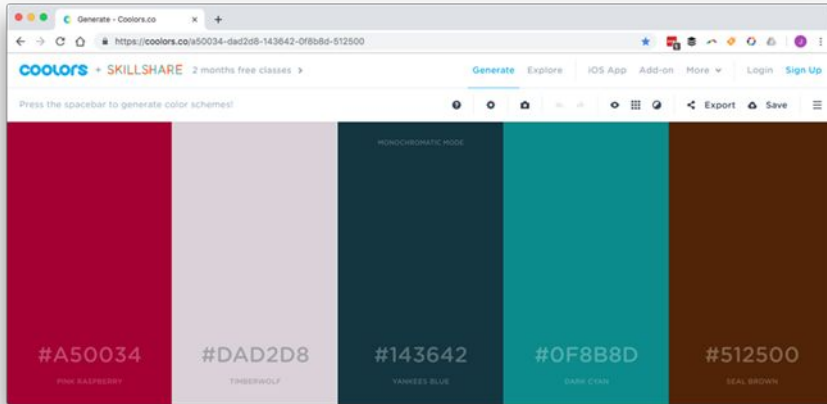 Generate - Coolors.co
https://coolors.co/a50034-dad2d8-143642-0f8b8d-512500
COOLORS + SKILLSHARE 2 months free classes
Generate Explore iOS App Add-on More Login Sign Up
Press the spacebar to generate color schemes!
Export Save
MONOCHROMATIC MODE
#A50034 #DAD2D8 #143642 #0F8B8D #512500
PINK RASPBERRY TIMBERWOLF YANKEES BLUE DARK CYAN SEAL BROWN